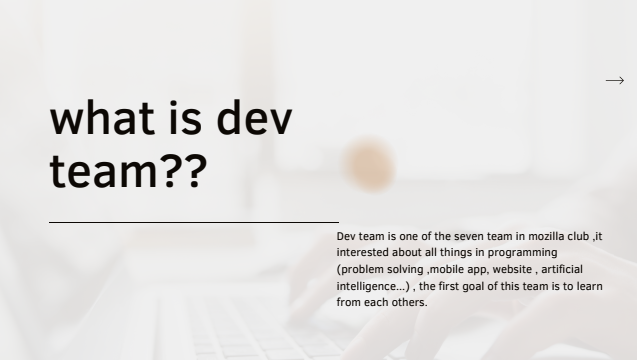 what is dev
team??
Dev team is one of the seven team in mozilla club ,it
interested about all things in programming
(problem solving ,mobile app, website , artificial
intelligence...) , the first goal of this team is to learn
from each others.